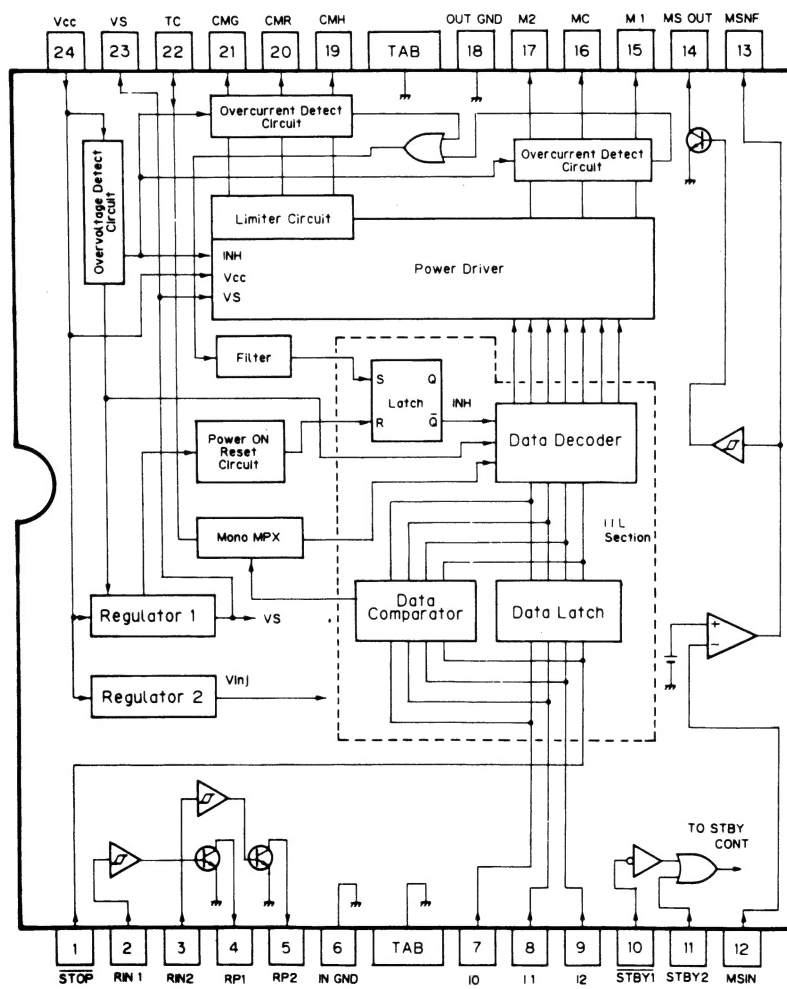 Vcc VS TC CMG CMR CMH OUT GND M2 MC M1 MS OUT MSNF
24 23 22 21 20 19 TAB 18 17 16 15 14 13
Overcurrent Detect
Circuit
Overcurrent Detect
Circuit
Overvoltage Detect
Circuit
Limiter Circuit
INH
Vcc
VS
Power Driver
Filter
S Q
Latch
R Q̅
INH
Power ON
Reset
Circuit
Data Decoder
Mono MPX
IIL
Section
Regulator 1
VS
Data
Comparator
Data Latch
Regulator 2
Vinj
+
−
TO STBY
CONT
1 2 3 4 5 6 TAB 7 8 9 10 11 12
S̅T̅O̅P̅ RIN 1 RIN2 RP1 RP2 IN GND I0 I1 I2 S̅T̅B̅Y̅1̅ STBY2 MSIN